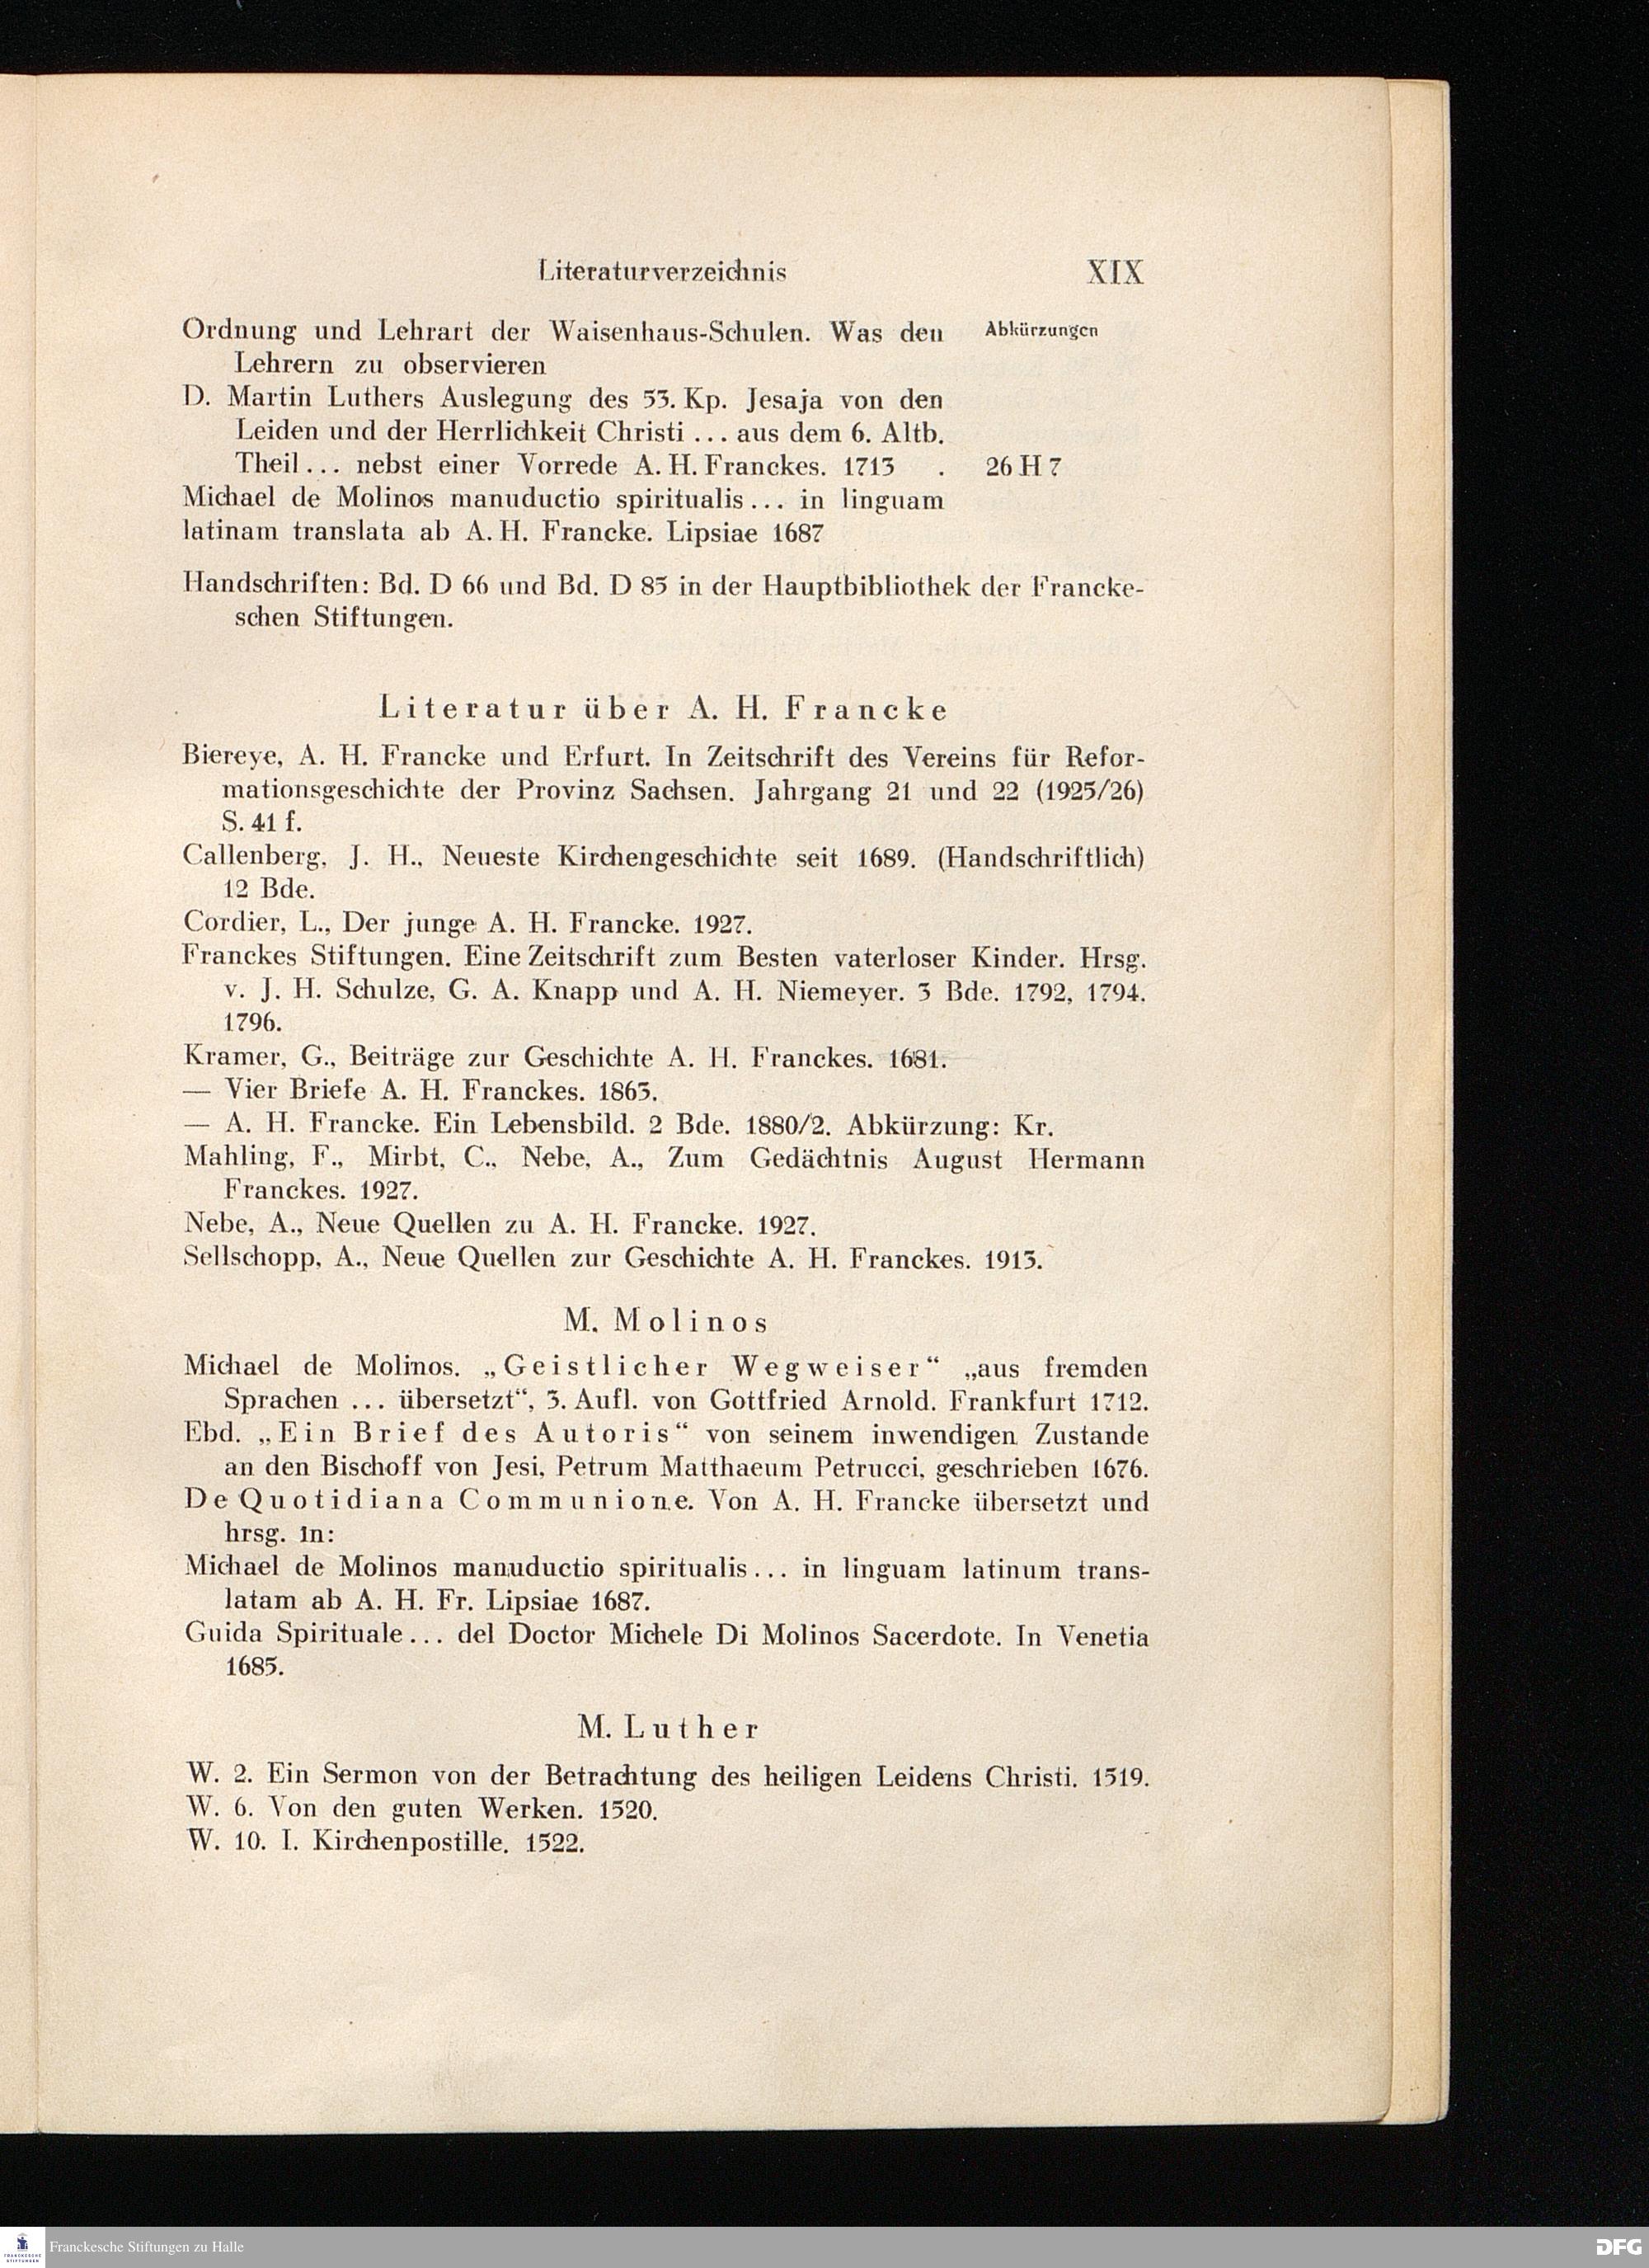 Literaturverzeichnis XIX
Ordnung und Lehrart der Waisenhaus-Schulen. Was den Abkürzungen
Lehrern zu observieren
D. Martin Luthers Auslegung des 53. Kp. Jesaja von den
Leiden und der Herrlichkeit Christi ... aus dem 6. Altb.
Theil ... nebst einer Vorrede A. H. Franckes. 1713 . 26 H 7
Michael de Molinos manuductio spiritualis ... in linguam
latinam translata ab A. H. Francke. Lipsiae 1687
Handschriften: Bd. D 66 und Bd. D 85 in der Hauptbibliothek der Francke-
schen Stiftungen.
Literatur über A. H. Francke
Biereye, A. H. Francke und Erfurt. In Zeitschrift des Vereins für Refor-
mationsgeschichte der Provinz Sachsen. Jahrgang 21 und 22 (1925/26)
S. 41 f.
Callenberg, J. H., Neueste Kirchengeschichte seit 1689. (Handschriftlich)
12 Bde.
Cordier, L., Der junge A. H. Francke. 1927.
Franckes Stiftungen. Eine Zeitschrift zum Besten vaterloser Kinder. Hrsg.
v. J. H. Schulze, G. A. Knapp und A. H. Niemeyer. 3 Bde. 1792, 1794.
1796.
Kramer, G., Beiträge zur Geschichte A. H. Franckes. 1681.
— Vier Briefe A. H. Franckes. 1863.
— A. H. Francke. Ein Lebensbild. 2 Bde. 1880/2. Abkürzung: Kr.
Mahling, F., Mirbt, C., Nebe, A., Zum Gedächtnis August Hermann
Franckes. 1927.
Nebe, A., Neue Quellen zu A. H. Francke. 1927.
Sellschopp, A., Neue Quellen zur Geschichte A. H. Franckes. 1913.
M. Molinos
Michael de Molinos. „Geistlicher Wegweiser“ „aus fremden
Sprachen ... übersetzt“, 3. Aufl. von Gottfried Arnold. Frankfurt 1712.
Ebd. „Ein Brief des Autoris“ von seinem inwendigen Zustande
an den Bischoff von Jesi, Petrum Matthaeum Petrucci, geschrieben 1676.
De Quotidiana Communione. Von A. H. Francke übersetzt und
hrsg. in:
Michael de Molinos manuductio spiritualis ... in linguam latinum trans-
latam ab A. H. Fr. Lipsiae 1687.
Guida Spirituale ... del Doctor Michele Di Molinos Sacerdote. In Venetia
1685.
M. Luther
W. 2. Ein Sermon von der Betrachtung des heiligen Leidens Christi. 1519.
W. 6. Von den guten Werken. 1520.
W. 10. I. Kirchenpostille. 1522.
FRANCKESCHE
STIFTUNGEN
Franckesche Stiftungen zu Halle
DFG